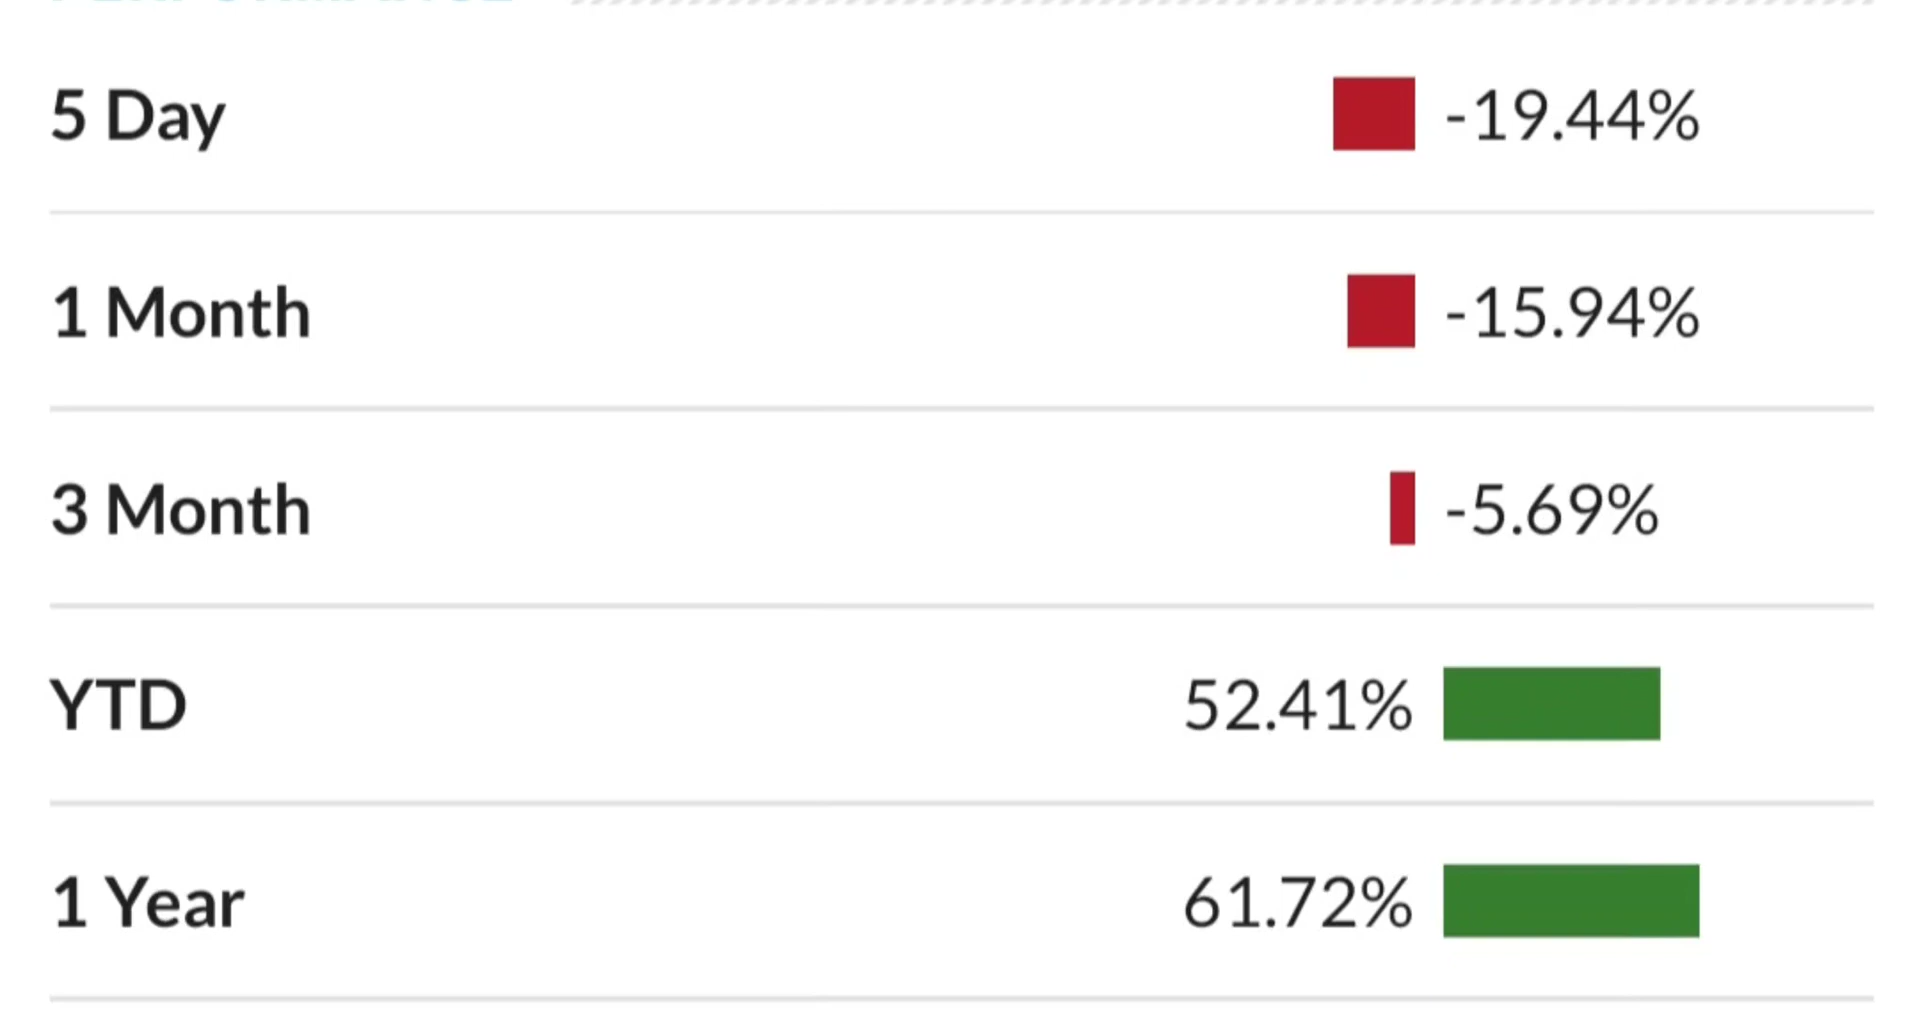 5 Day -19.44%
1 Month -15.94%
3 Month -5.69%
YTD 52.41%
1 Year 61.72%